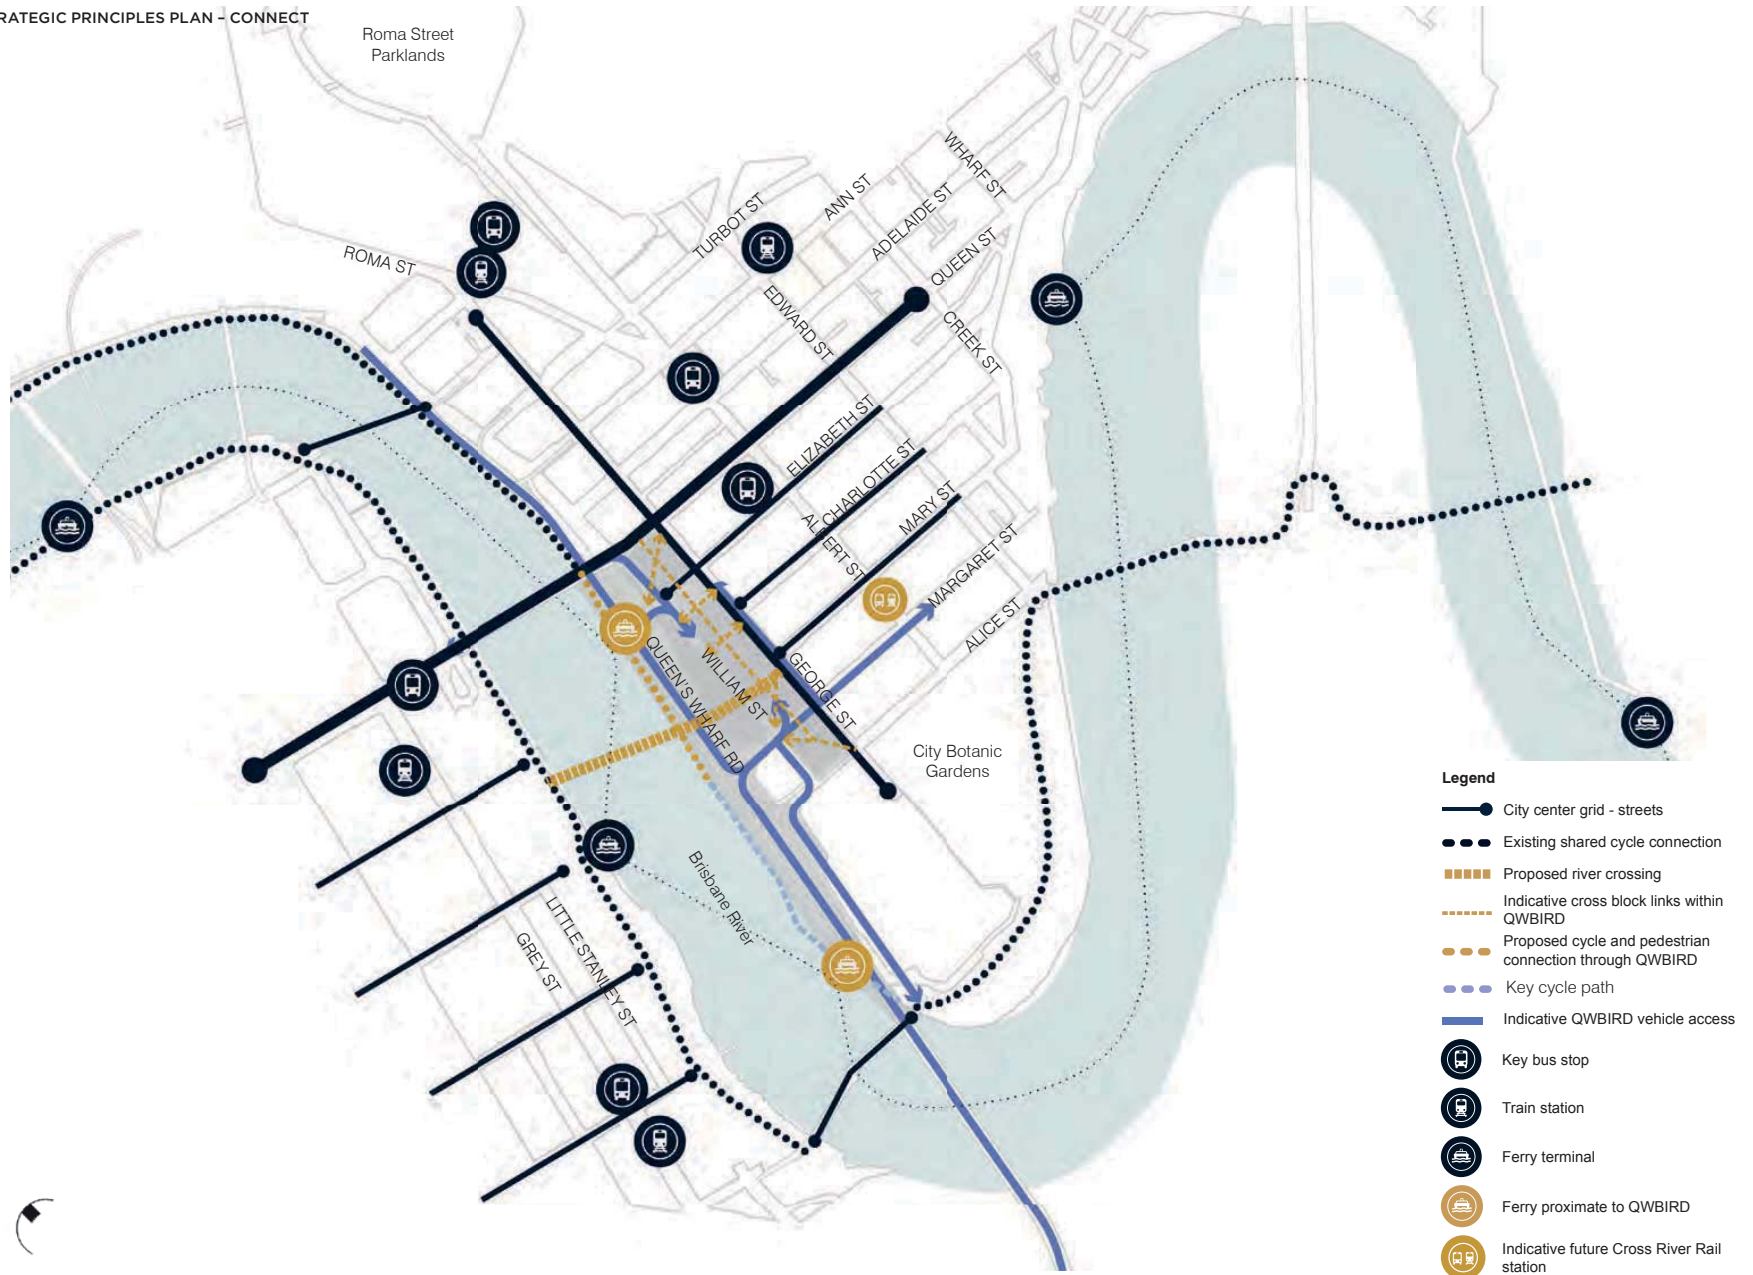 RATEGIC PRINCIPLES PLAN – CONNECT
Roma Street
Parklands
WHARF ST
ANN ST
TURBOT ST
ADELAIDE ST
QUEEN ST
ROMA ST
EDWARD ST
CREEK ST
ELIZABETH ST
CHARLOTTE ST
MARY ST
ALBERT ST
MARGARET ST
ALICE ST
QUEEN'S WHARF RD
WILLIAM ST
GEORGE ST
City Botanic
Gardens
Brisbane River
LITTLE STANLEY ST
GREY ST
Legend
City center grid - streets
Existing shared cycle connection
Proposed river crossing
Indicative cross block links within
QWBIRD
Proposed cycle and pedestrian
connection through QWBIRD
Key cycle path
Indicative QWBIRD vehicle access
Key bus stop
Train station
Ferry terminal
Ferry proximate to QWBIRD
Indicative future Cross River Rail
station